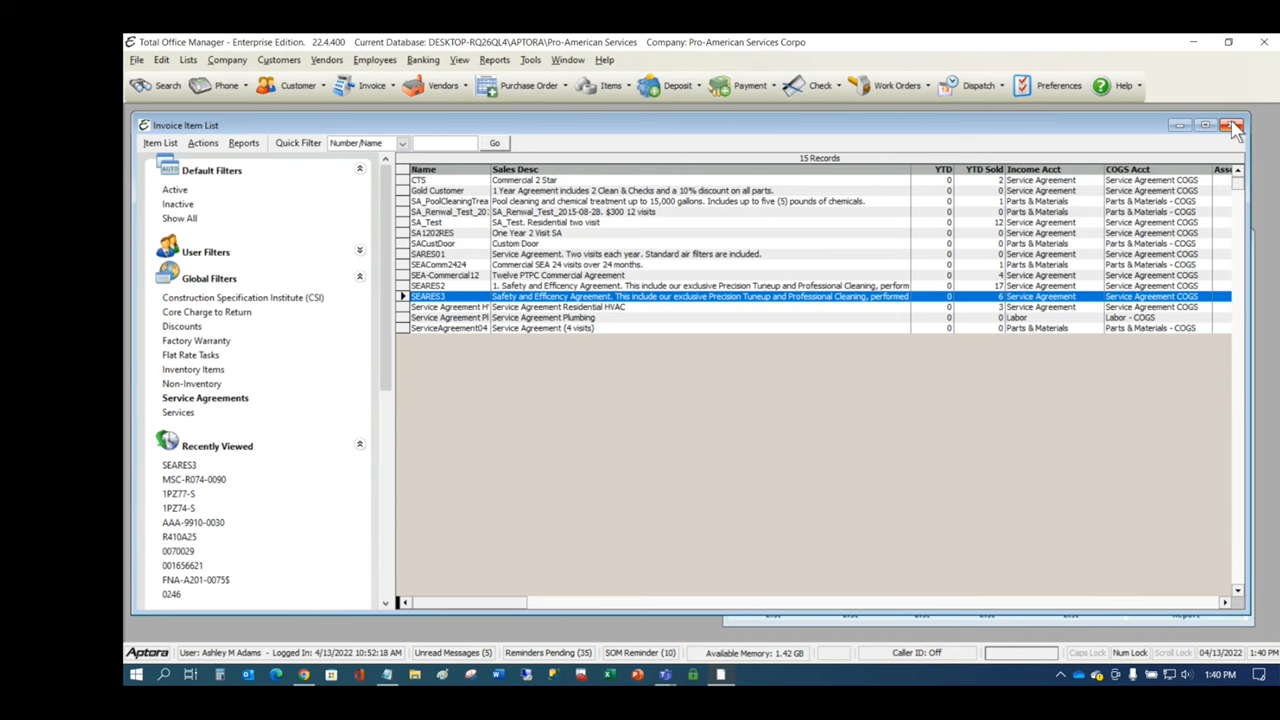 Total Office Manager - Enterprise Edition. 22.4.400 Current Database: DESKTOP-RQ26QL4\APTORA\Pro-American Services Company: Pro-American Services Corpo
File Edit Lists Company Customers Vendors Employees Banking View Reports Tools Window Help
Search Phone Customer Invoice Vendors Purchase Order Items Deposit Payment Check Work Orders Dispatch Preferences Help
Invoice Item List
Item List Actions Reports Quick Filter Number/Name Go
15 Records
Default Filters
Active
Inactive
Show All
User Filters
Global Filters
Construction Specification Institute (CSI)
Core Charge to Return
Discounts
Factory Warranty
Flat Rate Tasks
Inventory Items
Non-Inventory
Service Agreements
Services
Recently Viewed
SEARES3
MSC-R074-0090
1PZ77-S
1PZ74-S
AAA-9910-0030
R410A25
0070029
001656621
FNA-A201-0075$
0246
Name Sales Desc YTD YTD Sold Income Acct COGS Acct Asse
CTS Commercial 2 Star 0 2 Service Agreement Service Agreement COGS
Gold Customer 1 Year Agreement includes 2 Clean & Checks and a 10% discount on all parts. 0 0 Service Agreement Service Agreement COGS
SA_PoolCleaningTrea Pool cleaning and chemical treatment up to 15,000 gallons. Includes up to five (5) pounds of chemicals. 0 1 Parts & Materials Parts & Materials - COGS
SA_Renwal_Test_20: SA_Renwal_Test_2015-08-28. $300 12 visits 0 0 Parts & Materials Parts & Materials - COGS
SA_Test SA_Test. Residential two visit 0 12 Service Agreement Service Agreement COGS
SA1202RES One Year 2 Visit SA 0 0 Service Agreement Service Agreement COGS
SACustDoor Custom Door 0 0 Parts & Materials Parts & Materials - COGS
SARES01 Service Agreement. Two visits each year. Standard air filters are included. 0 0 Service Agreement Service Agreement COGS
SEAComm2424 Commercial SEA 24 visits over 24 months. 0 1 Parts & Materials Parts & Materials - COGS
SEA-Commercial12 Twelve PTPC Commercial Agreement 0 4 Service Agreement Service Agreement COGS
SEARES2 1. Safety and Efficency Agreement. This include our exclusive Precision Tuneup and Professional Cleaning, perform 0 17 Service Agreement Service Agreement COGS
SEARES3 Safety and Efficency Agreement. This include our exclusive Precision Tuneup and Professional Cleaning, performed 0 6 Service Agreement Service Agreement COGS
Service Agreement H Service Agreement Residential HVAC 0 3 Service Agreement Service Agreement COGS
Service Agreement Pl Service Agreement Plumbing 0 0 Labor Labor - COGS
ServiceAgreement04 Service Agreement (4 visits) 0 0 Parts & Materials Parts & Materials - COGS
Aptora User: Ashley M Adams - Logged In: 4/13/2022 10:52:18 AM Unread Messages (5) Reminders Pending (35) SOM Reminder (10) Available Memory: 1.42 GB Caller ID: Off Caps Lock Num Lock Scroll Lock 04/13/2022 1:40 PM
1:40 PM